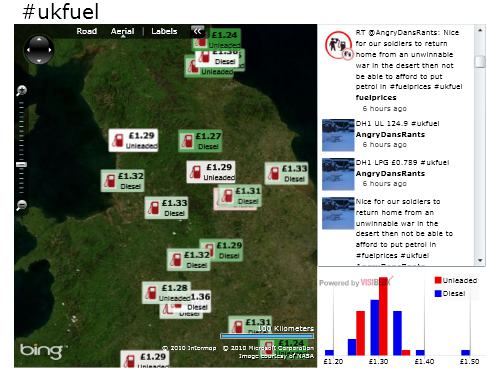 #ukfuel
Road Aerial Labels «
£1.24
Unleaded
Diesel
£1.29
Unleaded
£1.27
Diesel
£1.29
Unleaded
£1.33
Diesel
£1.32
Diesel
£1.31
Diesel
£1.33
Diesel
£1.29
Diesel
£1.32
Diesel
£1.28
Unleaded
1.36
Diesel
£1.31
Diesel
£1.24
£1.29
Unleaded
100 Kilometers
bing
© 2010 Intermap © 2010 Microsoft Corporation
Image courtesy of NASA
RT @AngryDansRants: Nice
for our soldiers to return
home from an unwinnable
war in the desert then not
be able to afford to put
petrol in #fuelprices #ukfuel
fuelprices
6 hours ago
DH1 UL 124.9 #ukfuel
AngryDansRants
6 hours ago
DH1 LPG £0.789 #ukfuel
AngryDansRants
6 hours ago
Nice for our soldiers to
return home from an
unwinnable war in the
desert then not be able to
afford to put petrol in
#fuelprices #ukfuel
AngryDansRants
Powered by VISIBLOX
Unleaded
Diesel
£1.20 £1.30 £1.40 £1.50